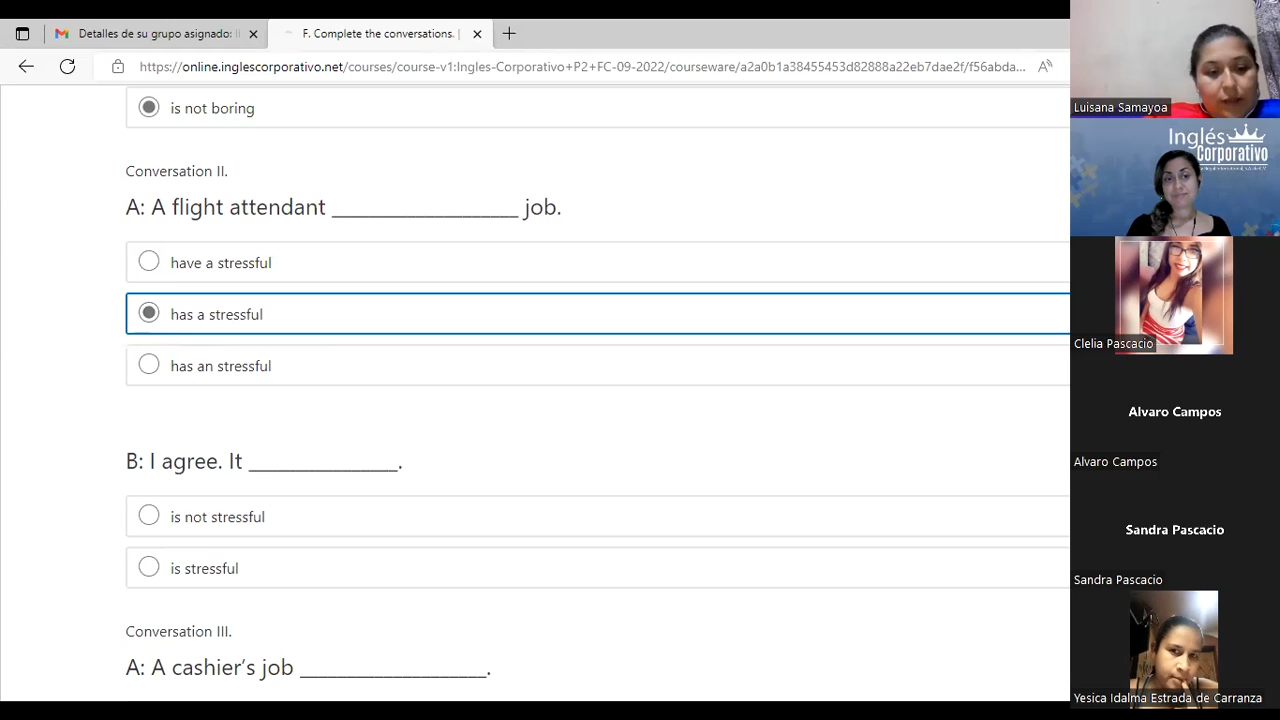 Detalles de su grupo asignado: I
F. Complete the conversations. |
https://online.inglescorporativo.net/courses/course-v1:Ingles-Corporativo+P2+FC-09-2022/courseware/a2a0b1a38455453d82888a22eb7dae2f/f56abda...
is not boring
Conversation II.
A: A flight attendant ____________________ job.
have a stressful
has a stressful
has an stressful
B: I agree. It ________________.
is not stressful
is stressful
Conversation III.
A: A cashier's job ____________________.
Luisana Samayoa
Inglés
Corporativo
Clelia Pascacio
Alvaro Campos
Alvaro Campos
Sandra Pascacio
Sandra Pascacio
Yesica Idalma Estrada de Carranza